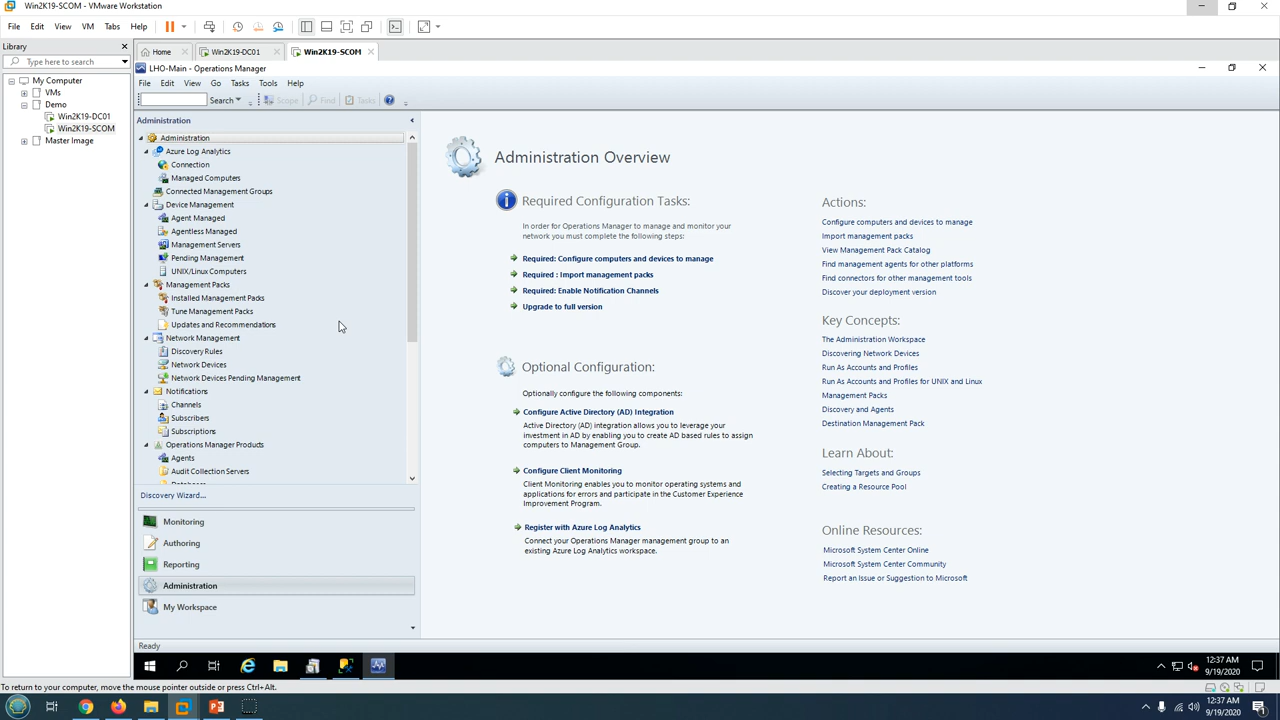 Win2K19-SCOM - VMware Workstation
File Edit View VM Tabs Help
Library
Type here to search
My Computer
VMs
Demo
Win2K19-DC01
Win2K19-SCOM
Master Image
Home Win2K19-DC01 Win2K19-SCOM
LHO-Main - Operations Manager
File Edit View Go Tasks Tools Help
Search Scope Find Tasks
Administration
Administration
Azure Log Analytics
Connection
Managed Computers
Connected Management Groups
Device Management
Agent Managed
Agentless Managed
Management Servers
Pending Management
UNIX/Linux Computers
Management Packs
Installed Management Packs
Tune Management Packs
Updates and Recommendations
Network Management
Discovery Rules
Network Devices
Network Devices Pending Management
Notifications
Channels
Subscribers
Subscriptions
Operations Manager Products
Agents
Audit Collection Servers
Discovery Wizard...
Monitoring
Authoring
Reporting
Administration
My Workspace
Administration Overview
Required Configuration Tasks:
In order for Operations Manager to manage and monitor your
network you must complete the following steps:
Required: Configure computers and devices to manage
Required : Import management packs
Required: Enable Notification Channels
Upgrade to full version
Optional Configuration:
Optionally configure the following components:
Configure Active Directory (AD) Integration
Active Directory (AD) integration allows you to leverage your
investment in AD by enabling you to create AD based rules to assign
computers to Management Group.
Configure Client Monitoring
Client Monitoring enables you to monitor operating systems and
applications for errors and participate in the Customer Experience
Improvement Program.
Register with Azure Log Analytics
Connect your Operations Manager management group to an
existing Azure Log Analytics workspace.
Actions:
Configure computers and devices to manage
Import management packs
View Management Pack Catalog
Find management agents for other platforms
Find connectors for other management tools
Discover your deployment version
Key Concepts:
The Administration Workspace
Discovering Network Devices
Run As Accounts and Profiles
Run As Accounts and Profiles for UNIX and Linux
Management Packs
Discovery and Agents
Destination Management Pack
Learn About:
Selecting Targets and Groups
Creating a Resource Pool
Online Resources:
Microsoft System Center Online
Microsoft System Center Community
Report an Issue or Suggestion to Microsoft
Ready
12:37 AM
9/19/2020
To return to your computer, move the mouse pointer outside or press Ctrl+Alt.
12:37 AM
9/19/2020